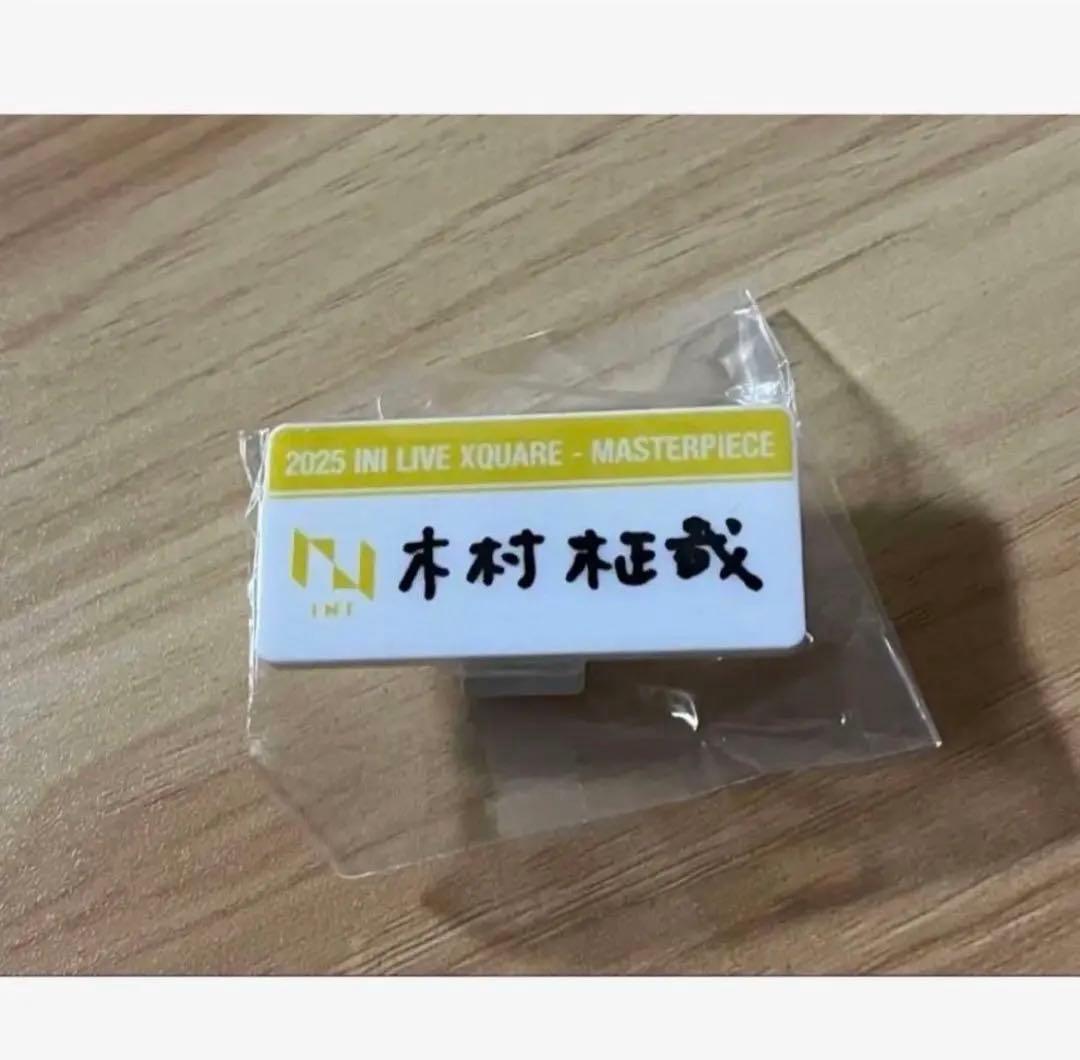 2025 INI LIVE XQUARE - MASTERPIECE
木村 柾哉
INI